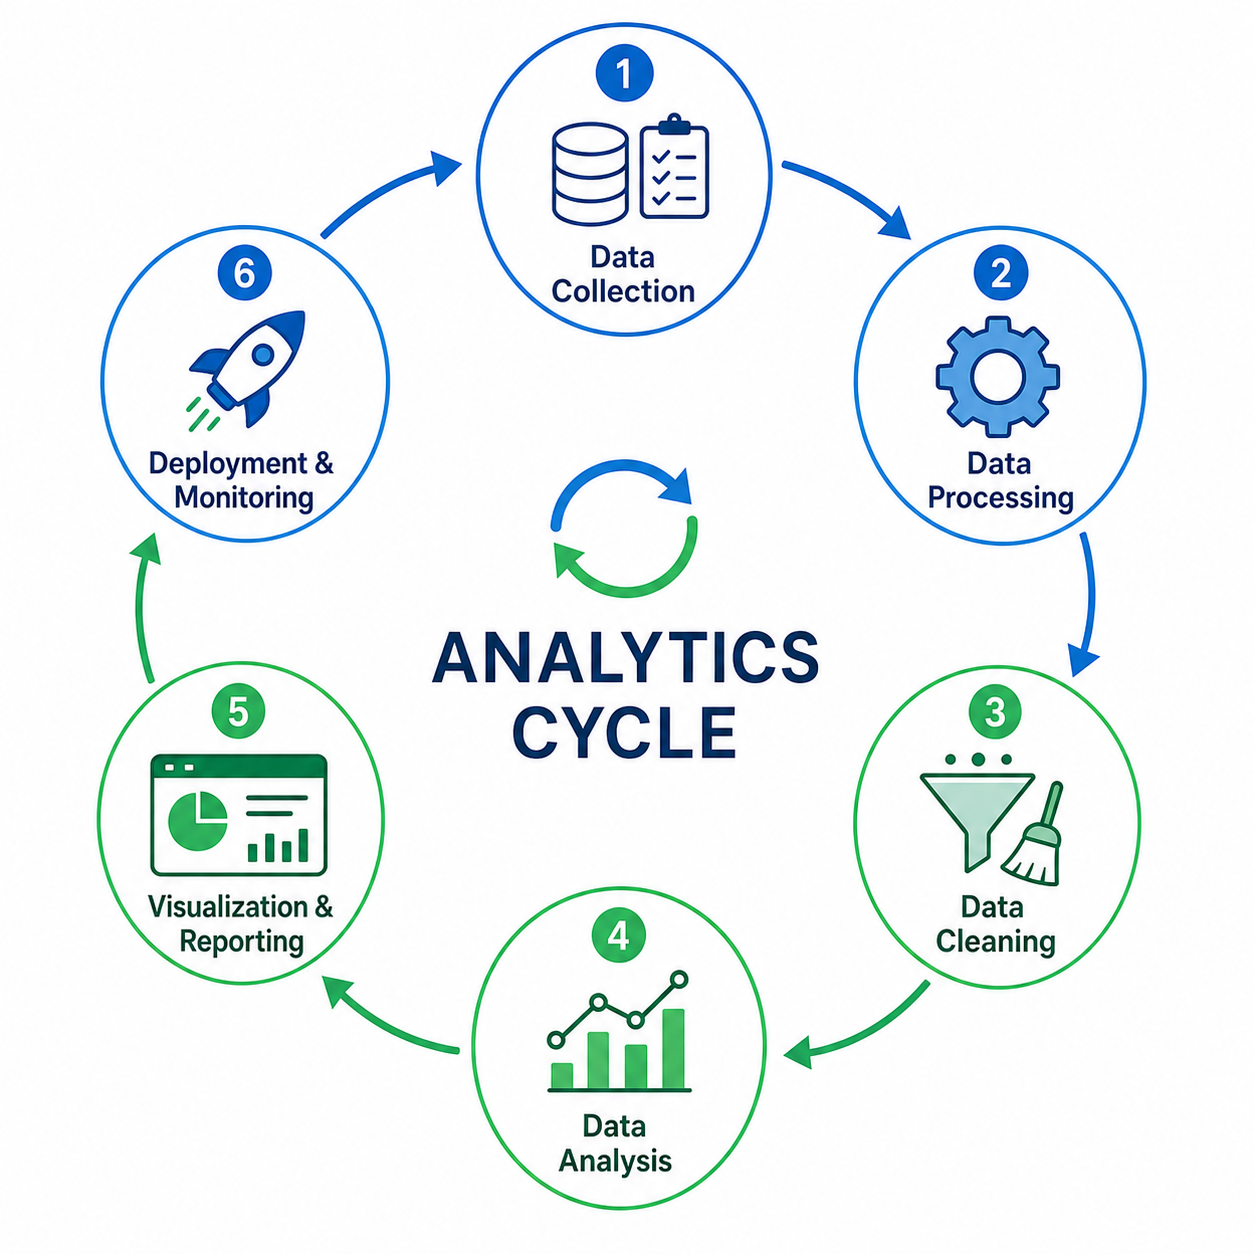 1
Data
Collection
2
Data
Processing
3
Data
Cleaning
4
Data
Analysis
5
Visualization &
Reporting
6
Deployment &
Monitoring
ANALYTICS
CYCLE